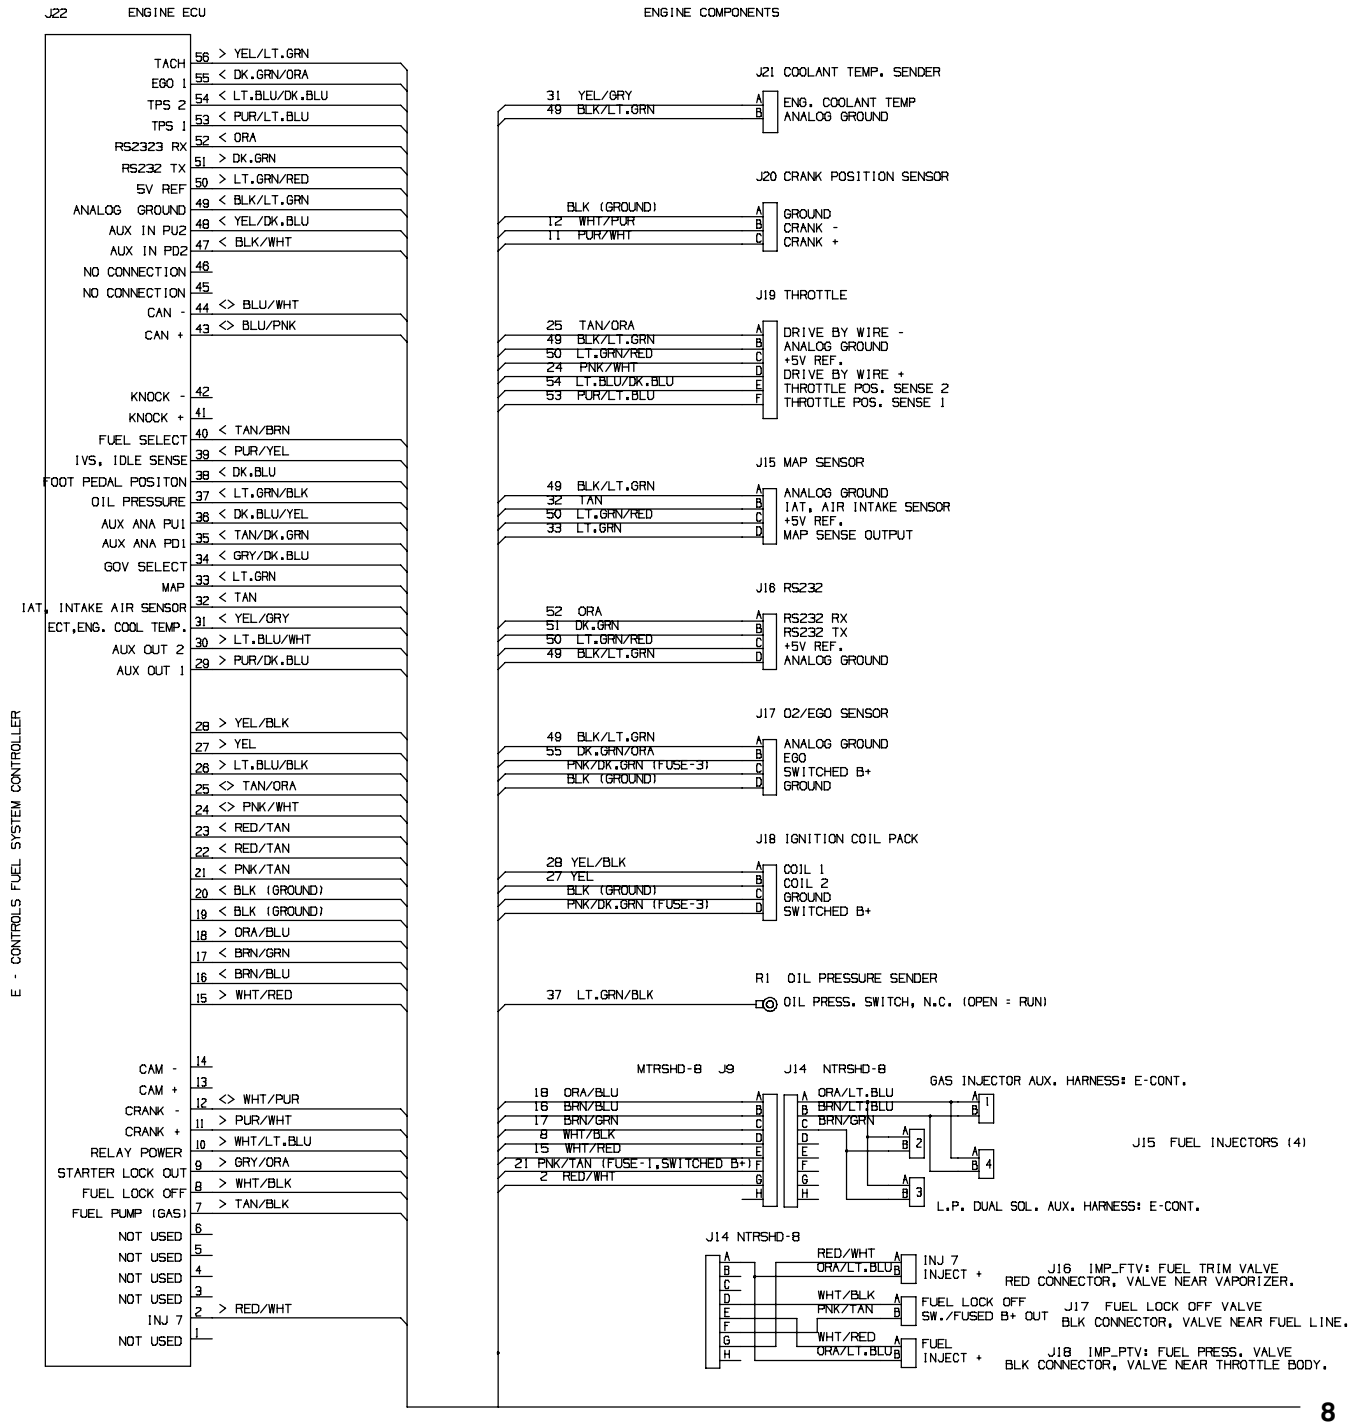 J22 ENGINE ECU
ENGINE COMPONENTS
E - CONTROLS FUEL SYSTEM CONTROLLER
TACH 56 > YEL/LT.GRN
EGO 1 55 < DK.GRN/ORA
TPS 2 54 < LT.BLU/DK.BLU
TPS 1 53 < PUR/LT.BLU
RS2323 RX 52 < ORA
RS232 TX 51 > DK.GRN
5V REF 50 > LT.GRN/RED
ANALOG GROUND 49 < BLK/LT.GRN
AUX IN PU2 48 < YEL/DK.BLU
AUX IN PD2 47 < BLK/WHT
NO CONNECTION 46
NO CONNECTION 45
CAN - 44 <> BLU/WHT
CAN + 43 <> BLU/PNK
KNOCK - 42
KNOCK + 41
FUEL SELECT 40 < TAN/BRN
IVS, IDLE SENSE 39 < PUR/YEL
FOOT PEDAL POSITON 38 < DK.BLU
OIL PRESSURE 37 < LT.GRN/BLK
AUX ANA PU1 36 < DK.BLU/YEL
AUX ANA PD1 35 < TAN/DK.GRN
GOV SELECT 34 < GRY/DK.BLU
MAP 33 < LT.GRN
IAT, INTAKE AIR SENSOR 32 < TAN
ECT,ENG. COOL TEMP. 31 < YEL/GRY
AUX OUT 2 30 > LT.BLU/WHT
AUX OUT 1 29 > PUR/DK.BLU
28 > YEL/BLK
27 > YEL
26 > LT.BLU/BLK
25 <> TAN/ORA
24 <> PNK/WHT
23 < RED/TAN
22 < RED/TAN
21 < PNK/TAN
20 < BLK (GROUND)
19 < BLK (GROUND)
18 > ORA/BLU
17 < BRN/GRN
16 < BRN/BLU
15 > WHT/RED
CAM - 14
CAM + 13
CRANK - 12 <> WHT/PUR
CRANK + 11 > PUR/WHT
RELAY POWER 10 > WHT/LT.BLU
STARTER LOCK OUT 9 > GRY/ORA
FUEL LOCK OFF 8 > WHT/BLK
FUEL PUMP (GAS) 7 > TAN/BLK
NOT USED 6
NOT USED 5
NOT USED 4
NOT USED 3
INJ 7 2 > RED/WHT
NOT USED 1
J21 COOLANT TEMP. SENDER
31 YEL/GRY A ENG. COOLANT TEMP
49 BLK/LT.GRN B ANALOG GROUND
J20 CRANK POSITION SENSOR
BLK (GROUND) A GROUND
12 WHT/PUR B CRANK -
11 PUR/WHT C CRANK +
J19 THROTTLE
25 TAN/ORA A DRIVE BY WIRE -
49 BLK/LT.GRN B ANALOG GROUND
50 LT.GRN/RED C +5V REF.
24 PNK/WHT D DRIVE BY WIRE +
54 LT.BLU/DK.BLU E THROTTLE POS. SENSE 2
53 PUR/LT.BLU F THROTTLE POS. SENSE 1
J15 MAP SENSOR
49 BLK/LT.GRN A ANALOG GROUND
32 TAN B IAT, AIR INTAKE SENSOR
50 LT.GRN/RED C +5V REF.
33 LT.GRN D MAP SENSE OUTPUT
J16 RS232
52 ORA A RS232 RX
51 DK.GRN B RS232 TX
50 LT.GRN/RED C +5V REF.
49 BLK/LT.GRN D ANALOG GROUND
J17 O2/EGO SENSOR
49 BLK/LT.GRN A ANALOG GROUND
55 DK.GRN/ORA B EGO
PNK/DK.GRN (FUSE-3) C SWITCHED B+
BLK (GROUND) D GROUND
J18 IGNITION COIL PACK
28 YEL/BLK A COIL 1
27 YEL B COIL 2
BLK (GROUND) C GROUND
PNK/DK.GRN (FUSE-3) D SWITCHED B+
R1 OIL PRESSURE SENDER
37 LT.GRN/BLK OIL PRESS. SWITCH, N.C. (OPEN = RUN)
MTRSHD-8 J9 J14 NTRSHD-8
GAS INJECTOR AUX. HARNESS: E-CONT.
18 ORA/BLU A A ORA/LT.BLU A 1
16 BRN/BLU B B BRN/LT.BLU B
17 BRN/GRN C C BRN/GRN A 2
8 WHT/BLK D D B
J15 FUEL INJECTORS (4)
15 WHT/RED E E A 4
21 PNK/TAN (FUSE-1,SWITCHED B+) F F B
2 RED/WHT G G A 3
H H B
L.P. DUAL SOL. AUX. HARNESS: E-CONT.
J14 NTRSHD-8
A RED/WHT A INJ 7
B ORA/LT.BLU B INJECT +
J16 IMP_FTV: FUEL TRIM VALVE
RED CONNECTOR, VALVE NEAR VAPORIZER.
C
D WHT/BLK A FUEL LOCK OFF
E PNK/TAN B SW./FUSED B+ OUT
J17 FUEL LOCK OFF VALVE
BLK CONNECTOR, VALVE NEAR FUEL LINE.
F
G WHT/RED A FUEL
H ORA/LT.BLU B INJECT +
J18 IMP_PTV: FUEL PRESS. VALVE
BLK CONNECTOR, VALVE NEAR THROTTLE BODY.
8